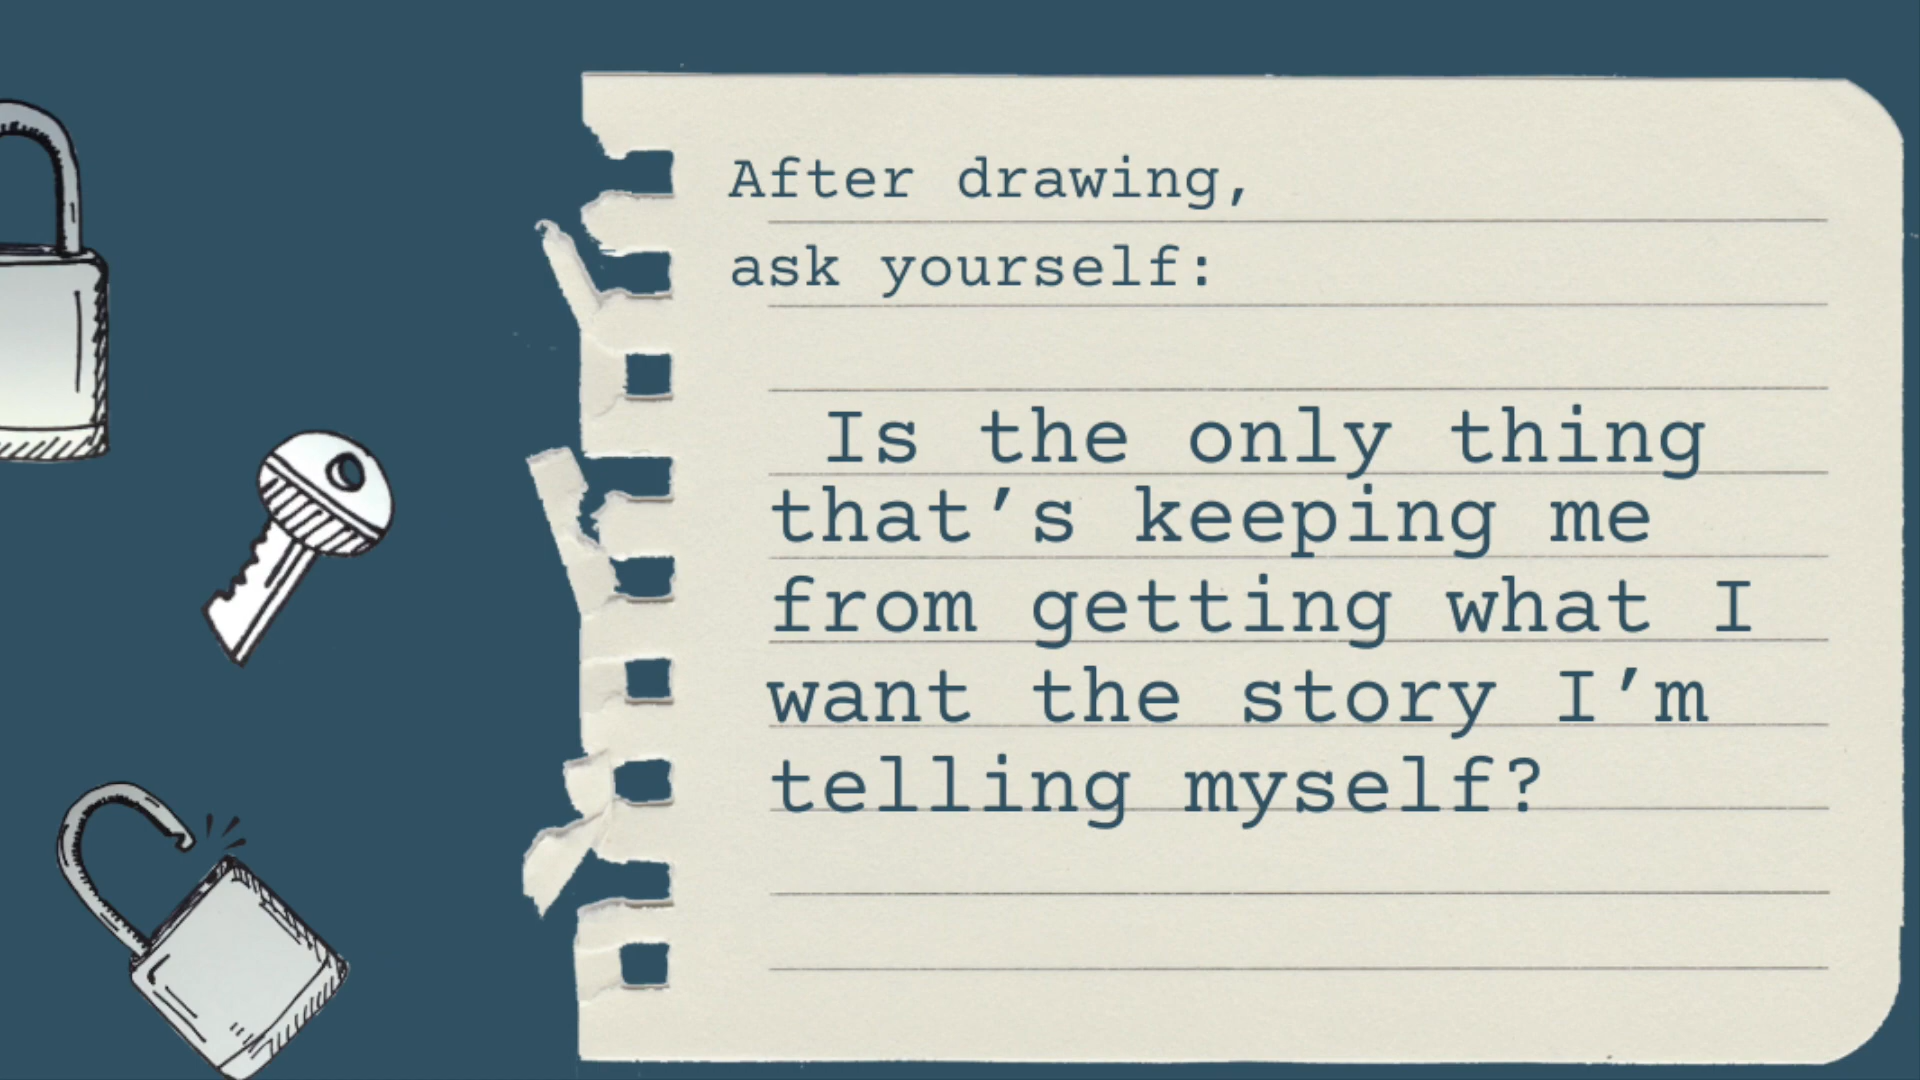 After drawing,
ask yourself:
Is the only thing
that’s keeping me
from getting what I
want the story I’m
telling myself?